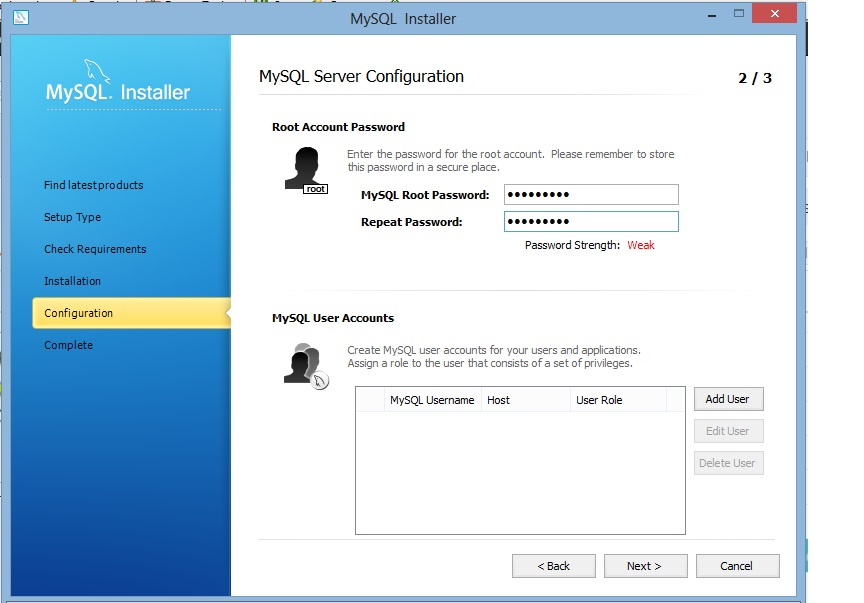 MySQL Installer
MySQL. Installer
Find latest products
Setup Type
Check Requirements
Installation
Configuration
Complete
MySQL Server Configuration
2 / 3
Root Account Password
Enter the password for the root account. Please remember to store
this password in a secure place.
root
MySQL Root Password: •••••••••
Repeat Password: •••••••••
Password Strength: Weak
MySQL User Accounts
Create MySQL user accounts for your users and applications.
Assign a role to the user that consists of a set of privileges.
MySQL Username Host User Role
Add User
Edit User
Delete User
< Back Next > Cancel